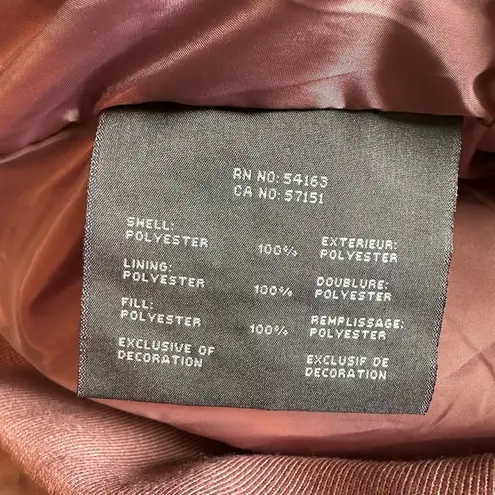 RN NO: 54163
CA NO: 57151
SHELL:
POLYESTER 100%
EXTERIEUR:
POLYESTER
LINING:
POLYESTER 100%
DOUBLURE:
POLYESTER
FILL:
POLYESTER 100%
REMPLISSAGE:
POLYESTER
EXCLUSIVE OF
DECORATION
EXCLUSIF DE
DECORATION